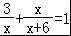 3/x + x/x+6 = 1